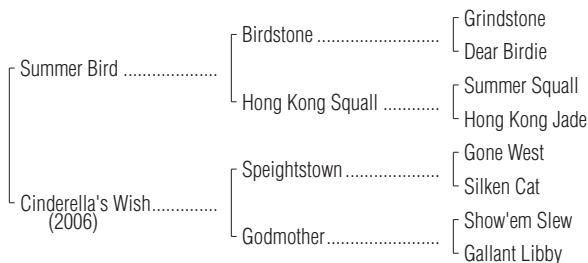 Grindstone
Birdstone ..........................
Dear Birdie
Summer Bird ....................
Summer Squall
Hong Kong Squall ............
Hong Kong Jade
Gone West
Speightstown ....................
Silken Cat
Cinderella's Wish..............
(2006)
Show'em Slew
Godmother........................
Gallant Libby